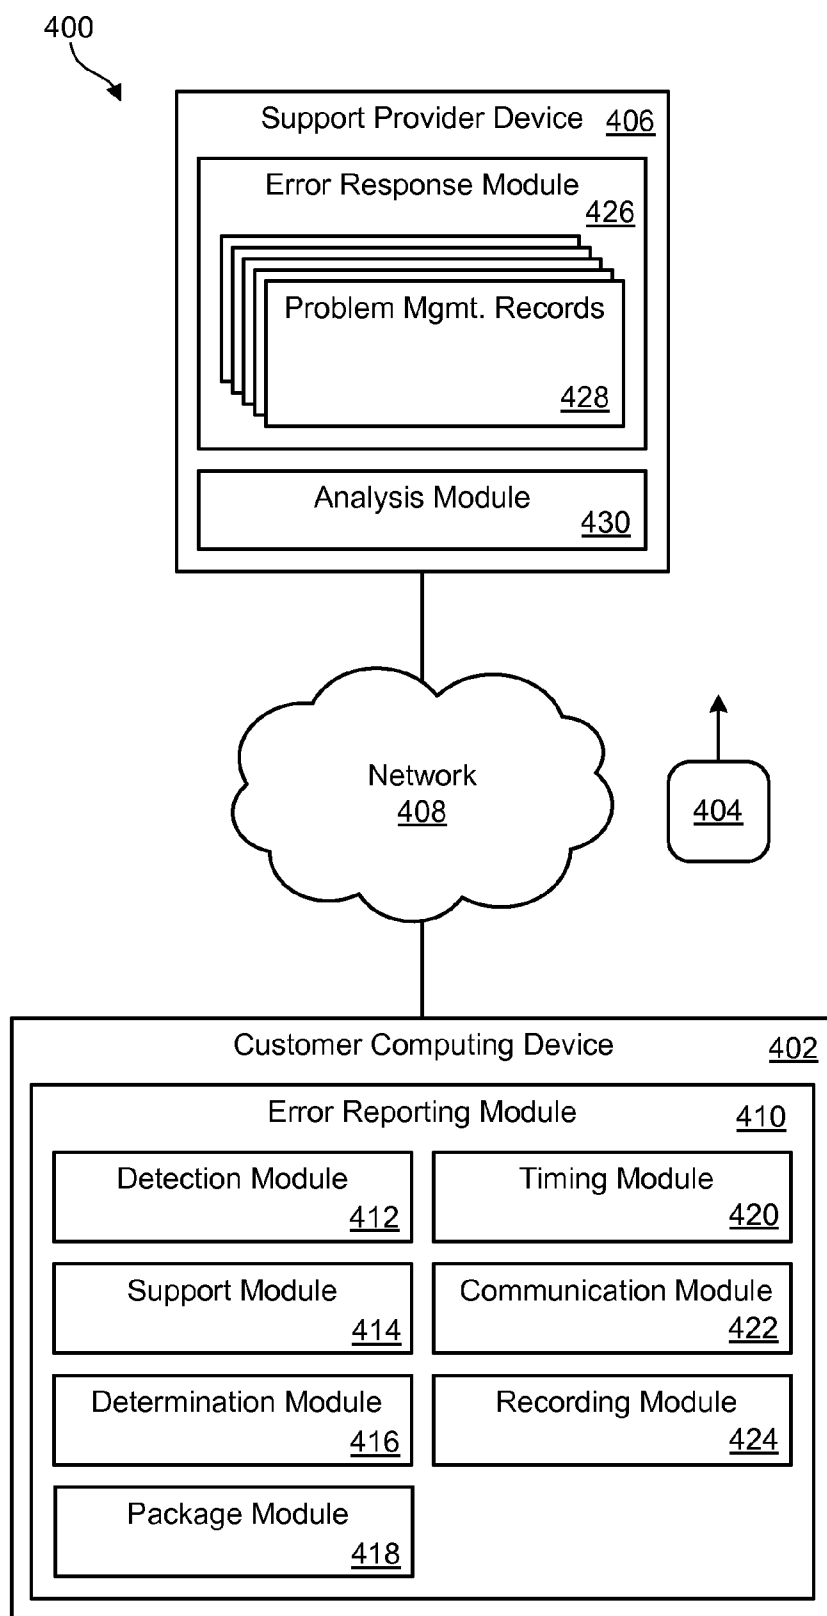 400
Support Provider Device 406
Error Response Module
426
Problem Mgmt. Records
428
Analysis Module
430
Network
408
404
Customer Computing Device 402
Error Reporting Module 410
Detection Module
412
Timing Module
420
Support Module
414
Communication Module
422
Determination Module
416
Recording Module
424
Package Module
418